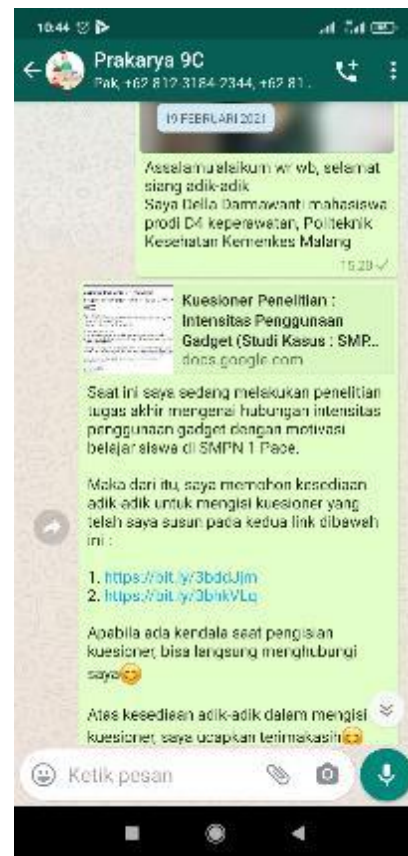 10:44
Prakarya 9C
Pak, +62 812-3184-2344, +62 81..
19 FEBRUARI 2021
Assalamualaikum wr wb, selamat
siang adik-adik
Saya Della Darmawanti mahasiswa
prodi D4 keperawatan, Politeknik
Kesehatan Kemenkes Malang
15.20
Kuesioner Penelitian :
Intensitas Penggunaan
Gadget (Studi Kasus : SMP...
docs.google.com
Saat ini saya sedang melakukan penelitian
tugas akhir mengenai hubungan intensitas
penggunaan gadget dengan motivasi
belajar siswa di SMPN 1 Pace.
Maka dari itu, saya memohon kesediaan
adik-adik untuk mengisi kuesioner yang
telah saya susun pada kedua link dibawah
ini :
1. https://bit.ly/3bddJjm
2. https://bit.ly/3bhkVLq
Apabila ada kendala saat pengisian
kuesioner, bisa langsung menghubungi
saya😊
Atas kesediaan adik-adik dalam mengisi
kuesioner, saya ucapkan terimakasih😊
Ketik pesan